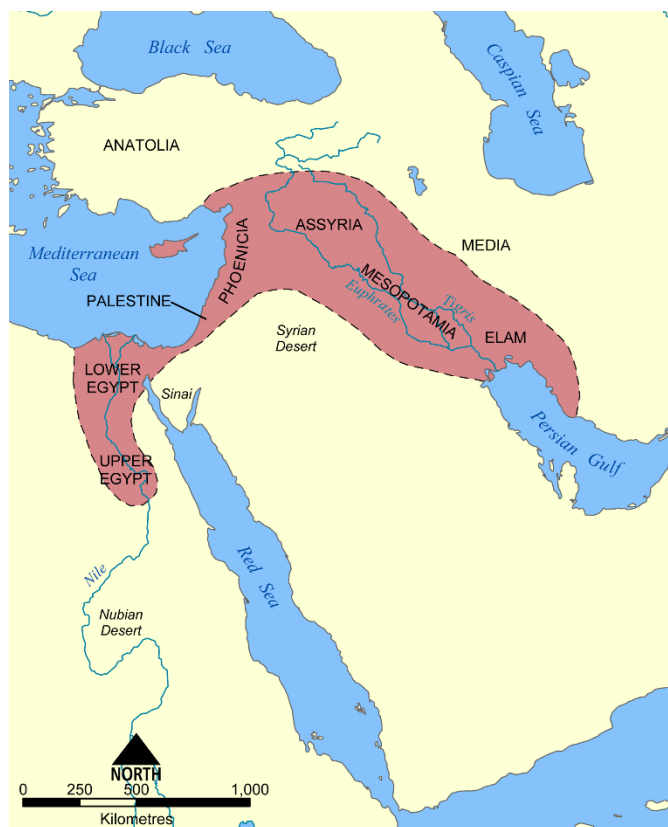 Black Sea
Caspian Sea
ANATOLIA
ASSYRIA
MEDIA
Mediterranean
Sea
PHOENICIA
MESOPOTAMIA
Euphrates
Tigris
PALESTINE
ELAM
Syrian
Desert
LOWER
EGYPT
Sinai
Persian Gulf
UPPER
EGYPT
Red Sea
Nile
Nubian
Desert
NORTH
0 250 500 1,000
Kilometres